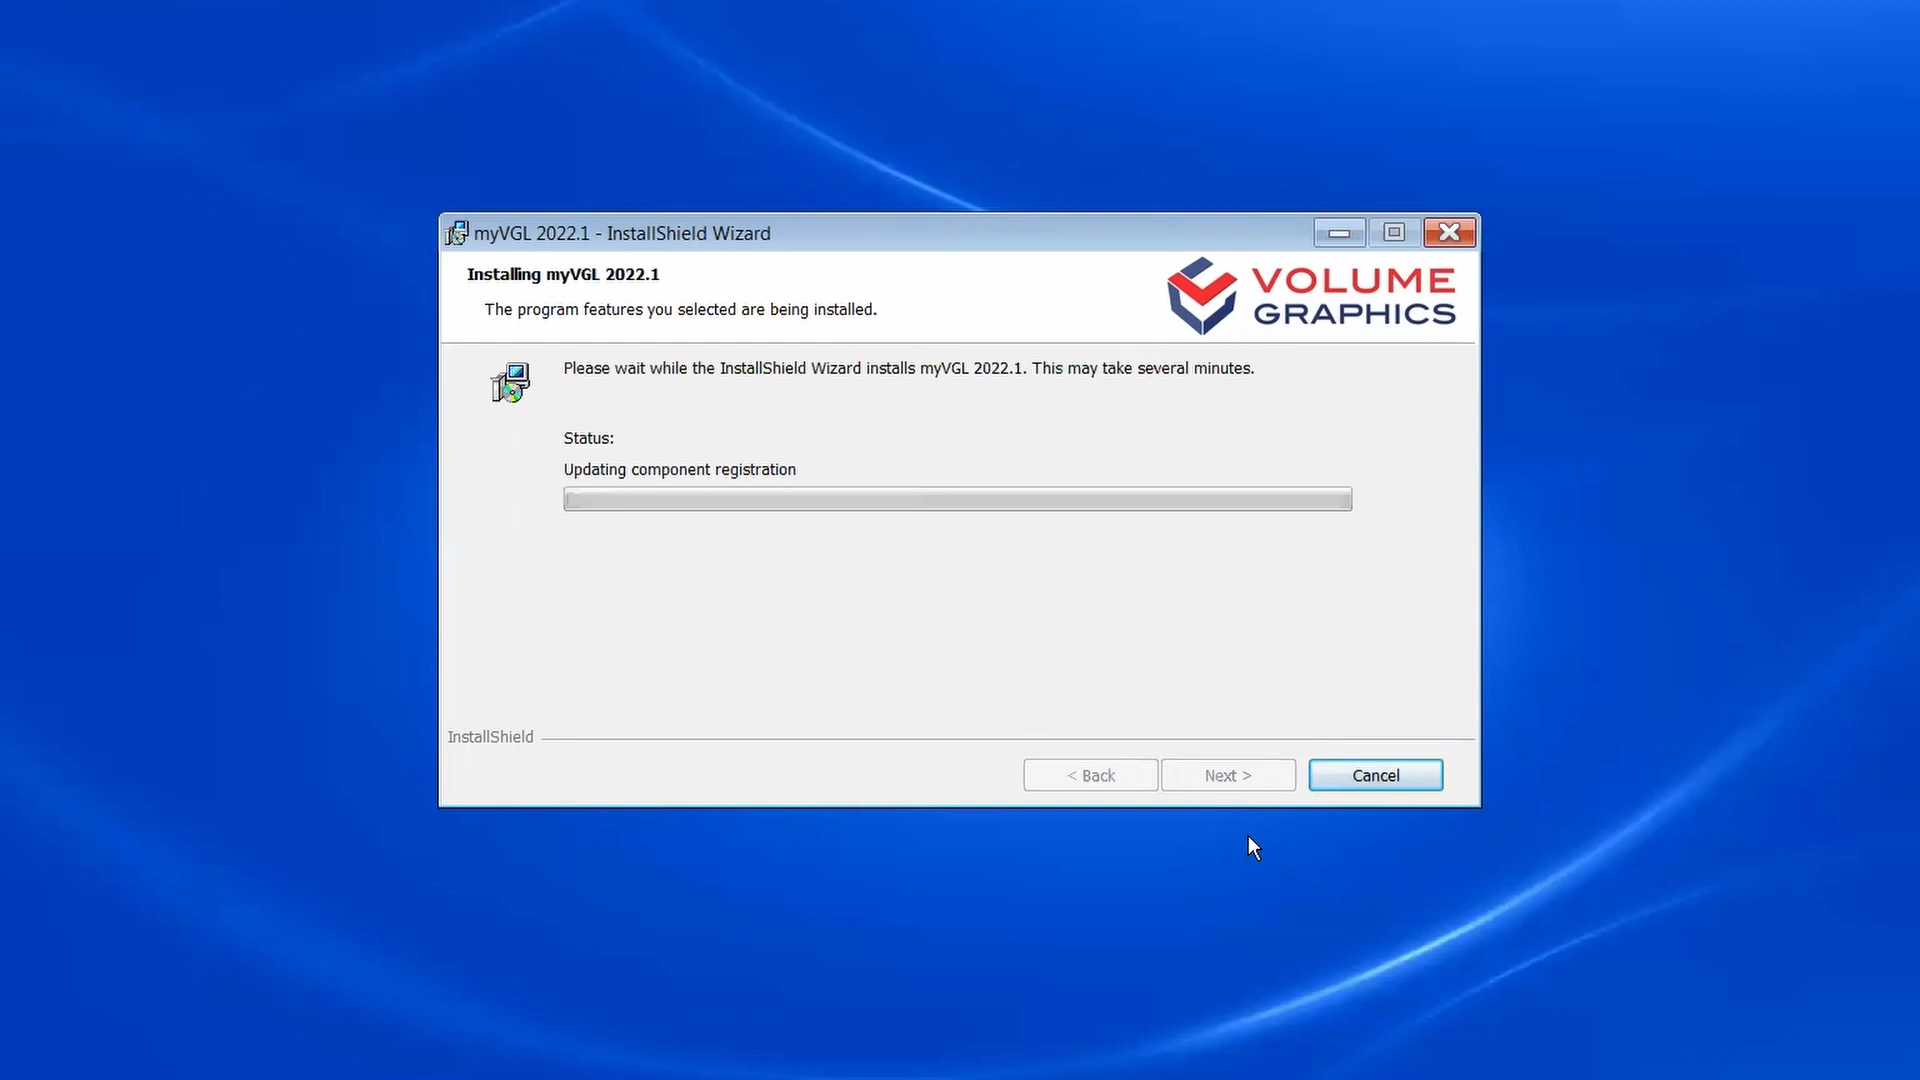 myVGL 2022.1 - InstallShield Wizard
Installing myVGL 2022.1
The program features you selected are being installed.
VOLUME
GRAPHICS
Please wait while the InstallShield Wizard installs myVGL 2022.1. This may take several minutes.
Status:
Updating component registration
InstallShield
< Back
Next >
Cancel